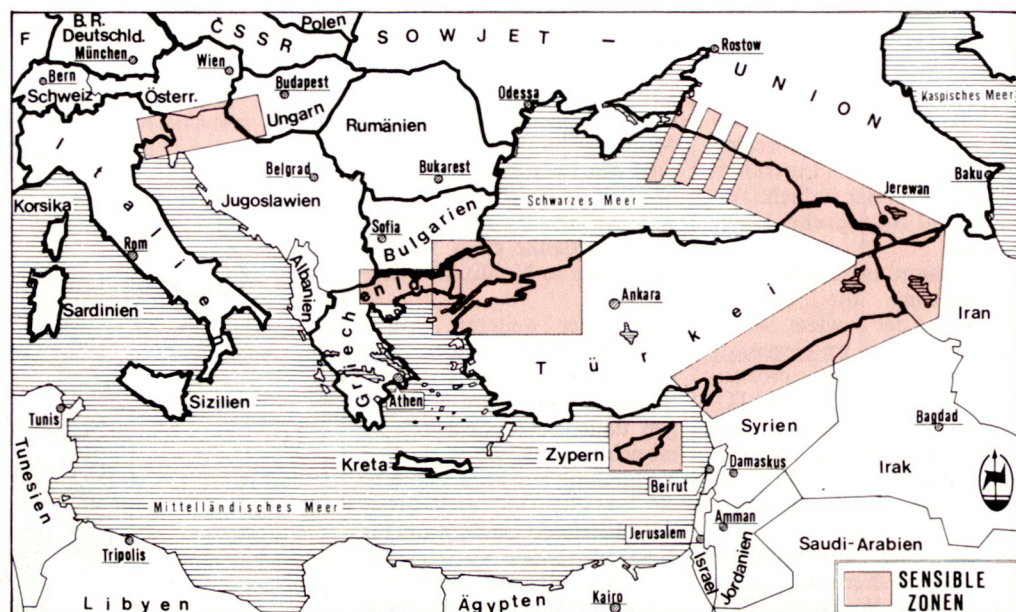 F
B.R.
Deutschld.
München
ČSSR
Polen
SOWJET –
UNION
Rostow
Bern
Schweiz
Wien
Österr.
Budapest
Ungarn
Odessa
Kaspisches Meer
Rumänien
Italien
Belgrad
Bukarest
Jerewan
Baku
Korsika
Jugoslawien
Schwarzes Meer
Rom
Sofia
Bulgarien
Albanien
Sardinien
Griechenld
Ankara
Türkei
Iran
Sizilien
Athen
Tunis
Tunesien
Kreta
Zypern
Syrien
Bagdad
Damaskus
Irak
Beirut
Mittelländisches Meer
Amman
Jerusalem
Tripolis
Israel
Jordanien
Saudi-Arabien
Libyen
Ägypten
Kairo
SENSIBLE
ZONEN